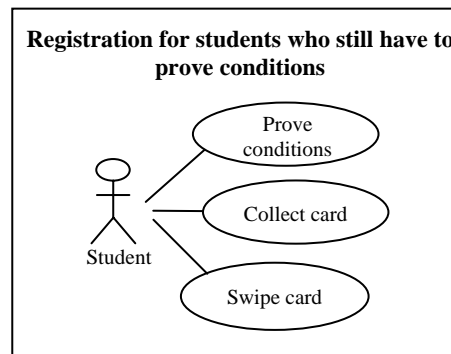 Registration for students who still have to
prove conditions
Prove
conditions
Collect card
Student
Swipe card